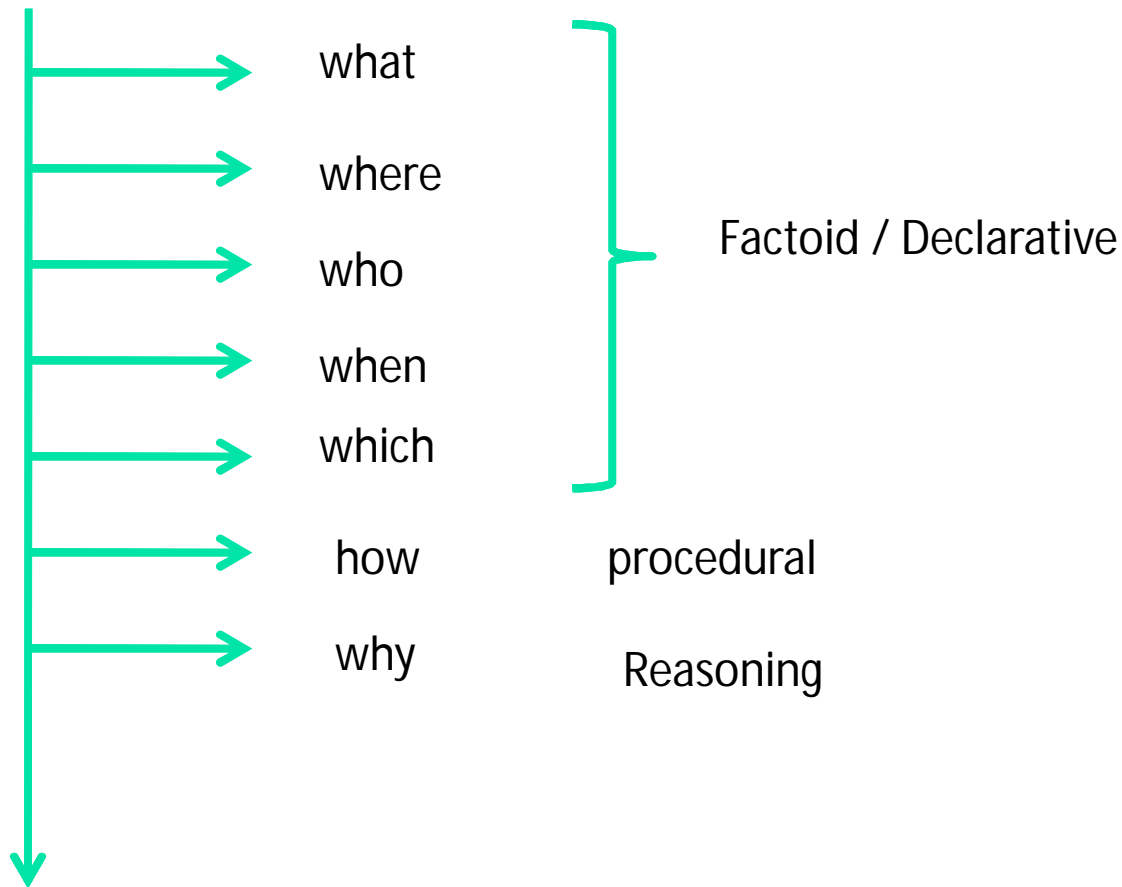 what
where
who
when
which
Factoid / Declarative
how procedural
why Reasoning